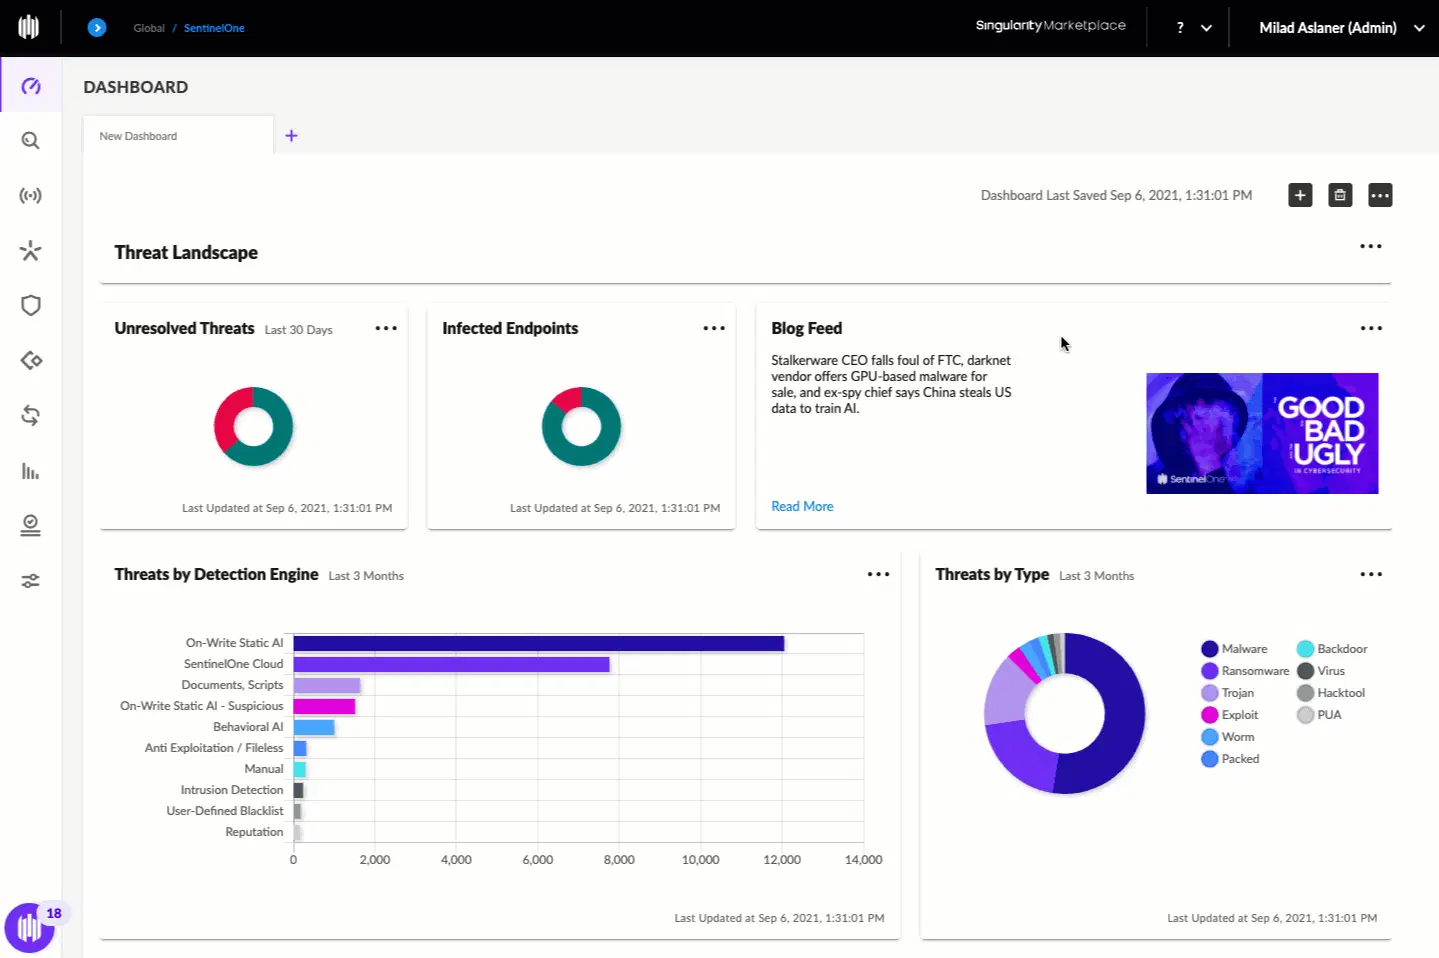 Global / SentinelOne
Singularity Marketplace
?
Milad Aslaner (Admin)
DASHBOARD
New Dashboard
+
Dashboard Last Saved Sep 6, 2021, 1:31:01 PM
Threat Landscape
Unresolved Threats Last 30 Days
Last Updated at Sep 6, 2021, 1:31:01 PM
Infected Endpoints
Last Updated at Sep 6, 2021, 1:31:01 PM
Blog Feed
Stalkerware CEO falls foul of FTC, darknet
vendor offers GPU-based malware for
sale, and ex-spy chief says China steals US
data to train AI.
Read More
GOOD
BAD
UGLY
IN CYBERSECURITY
SentinelOne
Threats by Detection Engine Last 3 Months
On-Write Static AI
SentinelOne Cloud
Documents, Scripts
On-Write Static AI - Suspicious
Behavioral AI
Anti Exploitation / Fileless
Manual
Intrusion Detection
User-Defined Blacklist
Reputation
0 2,000 4,000 6,000 8,000 10,000 12,000 14,000
Last Updated at Sep 6, 2021, 1:31:01 PM
Threats by Type Last 3 Months
Malware
Ransomware
Trojan
Exploit
Worm
Packed
Backdoor
Virus
Hacktool
PUA
Last Updated at Sep 6, 2021, 1:31:01 PM
18